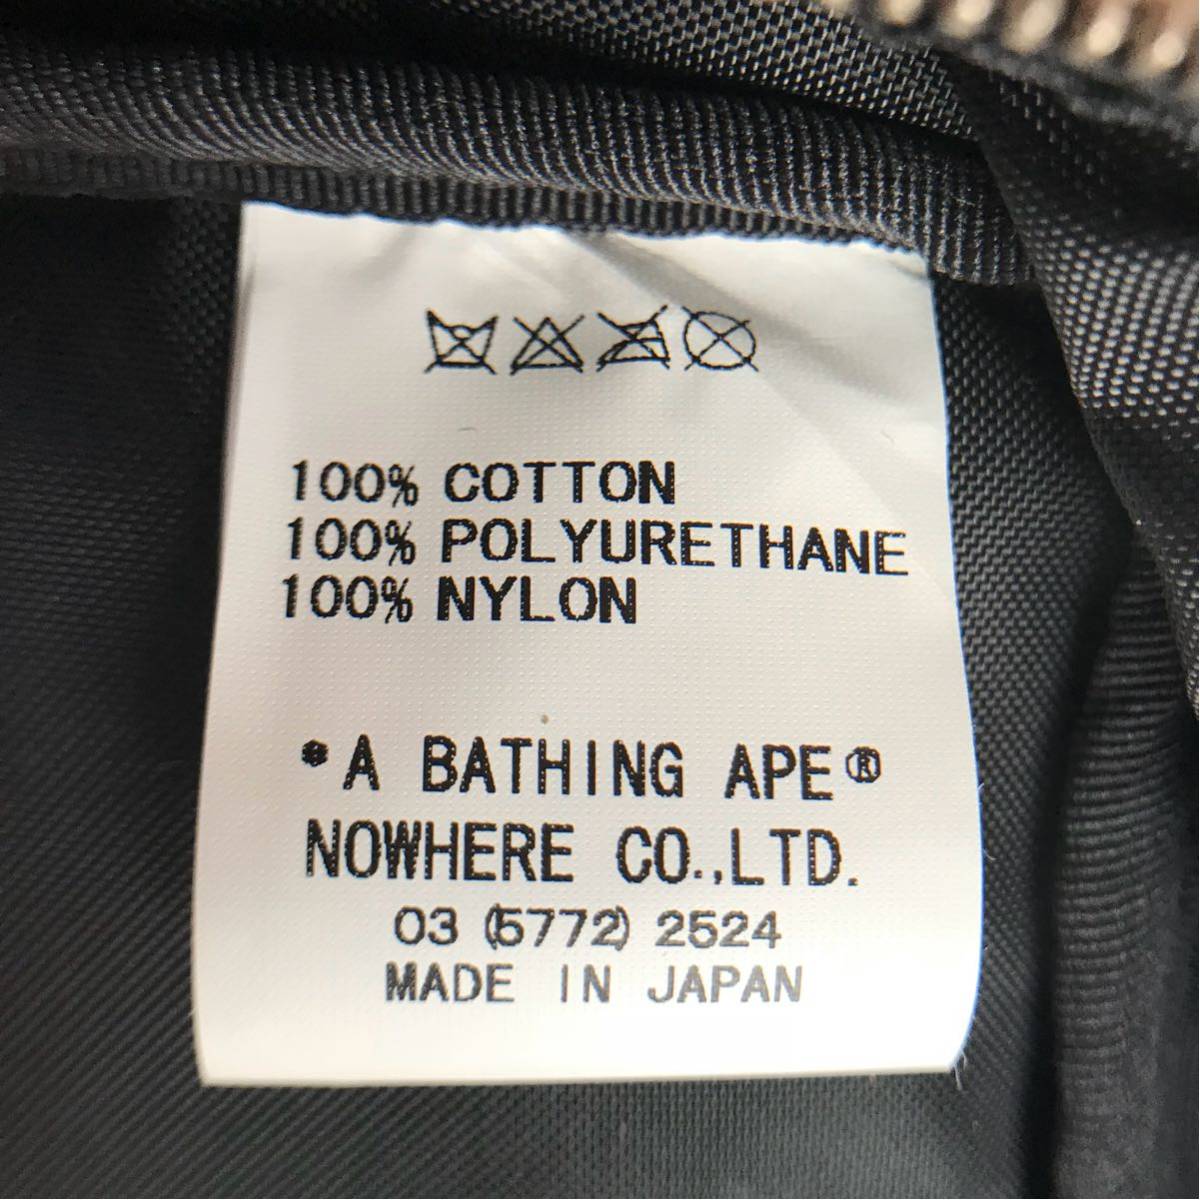 100% COTTON
100% POLYURETHANE
100% NYLON
•A BATHING APE®
NOWHERE CO.,LTD.
03 (5772) 2524
MADE IN JAPAN